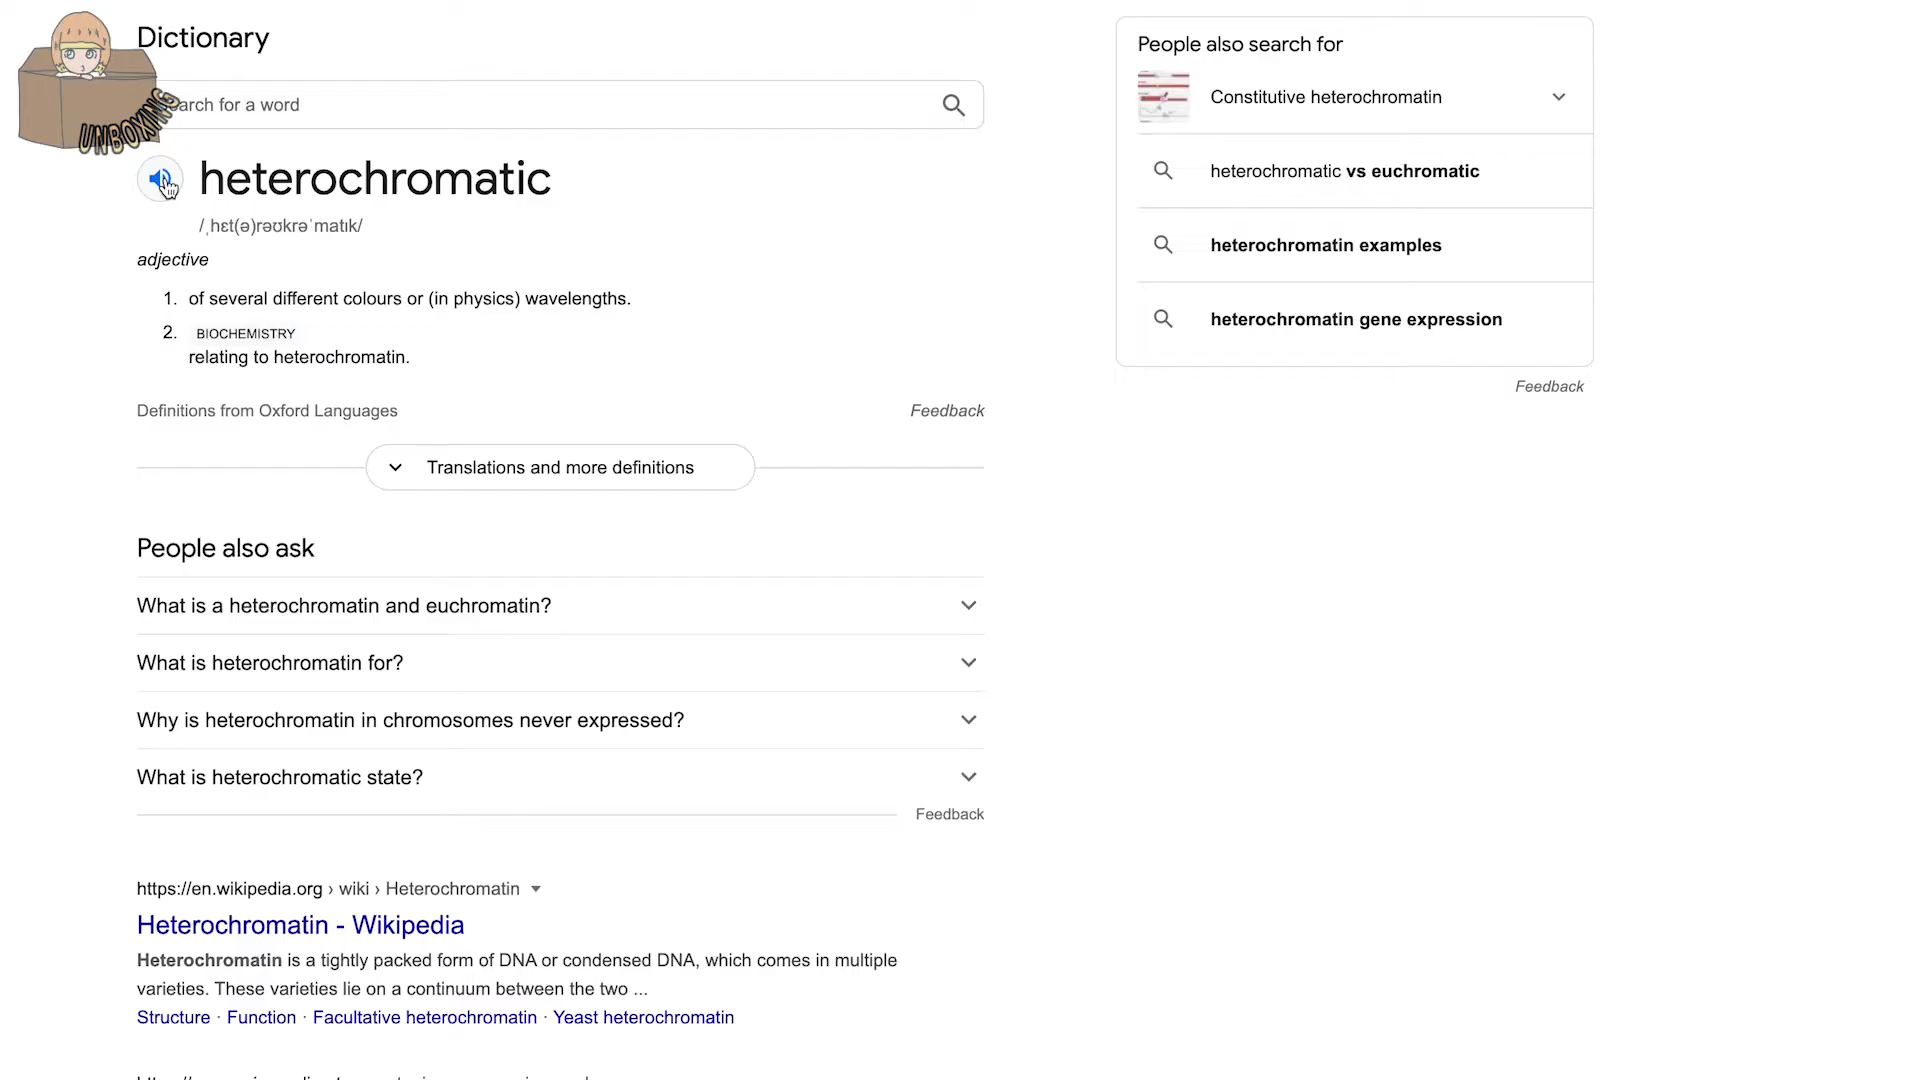 Dictionary
UNBOXING
earch for a word
heterochromatic
/ˌhɛt(ə)rəʊkrəˈmatɪk/
adjective
1. of several different colours or (in physics) wavelengths.
2. BIOCHEMISTRY
relating to heterochromatin.
Definitions from Oxford Languages
Feedback
Translations and more definitions
People also ask
What is a heterochromatin and euchromatin?
What is heterochromatin for?
Why is heterochromatin in chromosomes never expressed?
What is heterochromatic state?
Feedback
https://en.wikipedia.org › wiki › Heterochromatin
Heterochromatin - Wikipedia
Heterochromatin is a tightly packed form of DNA or condensed DNA, which comes in multiple
varieties. These varieties lie on a continuum between the two ...
Structure · Function · Facultative heterochromatin · Yeast heterochromatin
People also search for
Constitutive heterochromatin
heterochromatic vs euchromatic
heterochromatin examples
heterochromatin gene expression
Feedback